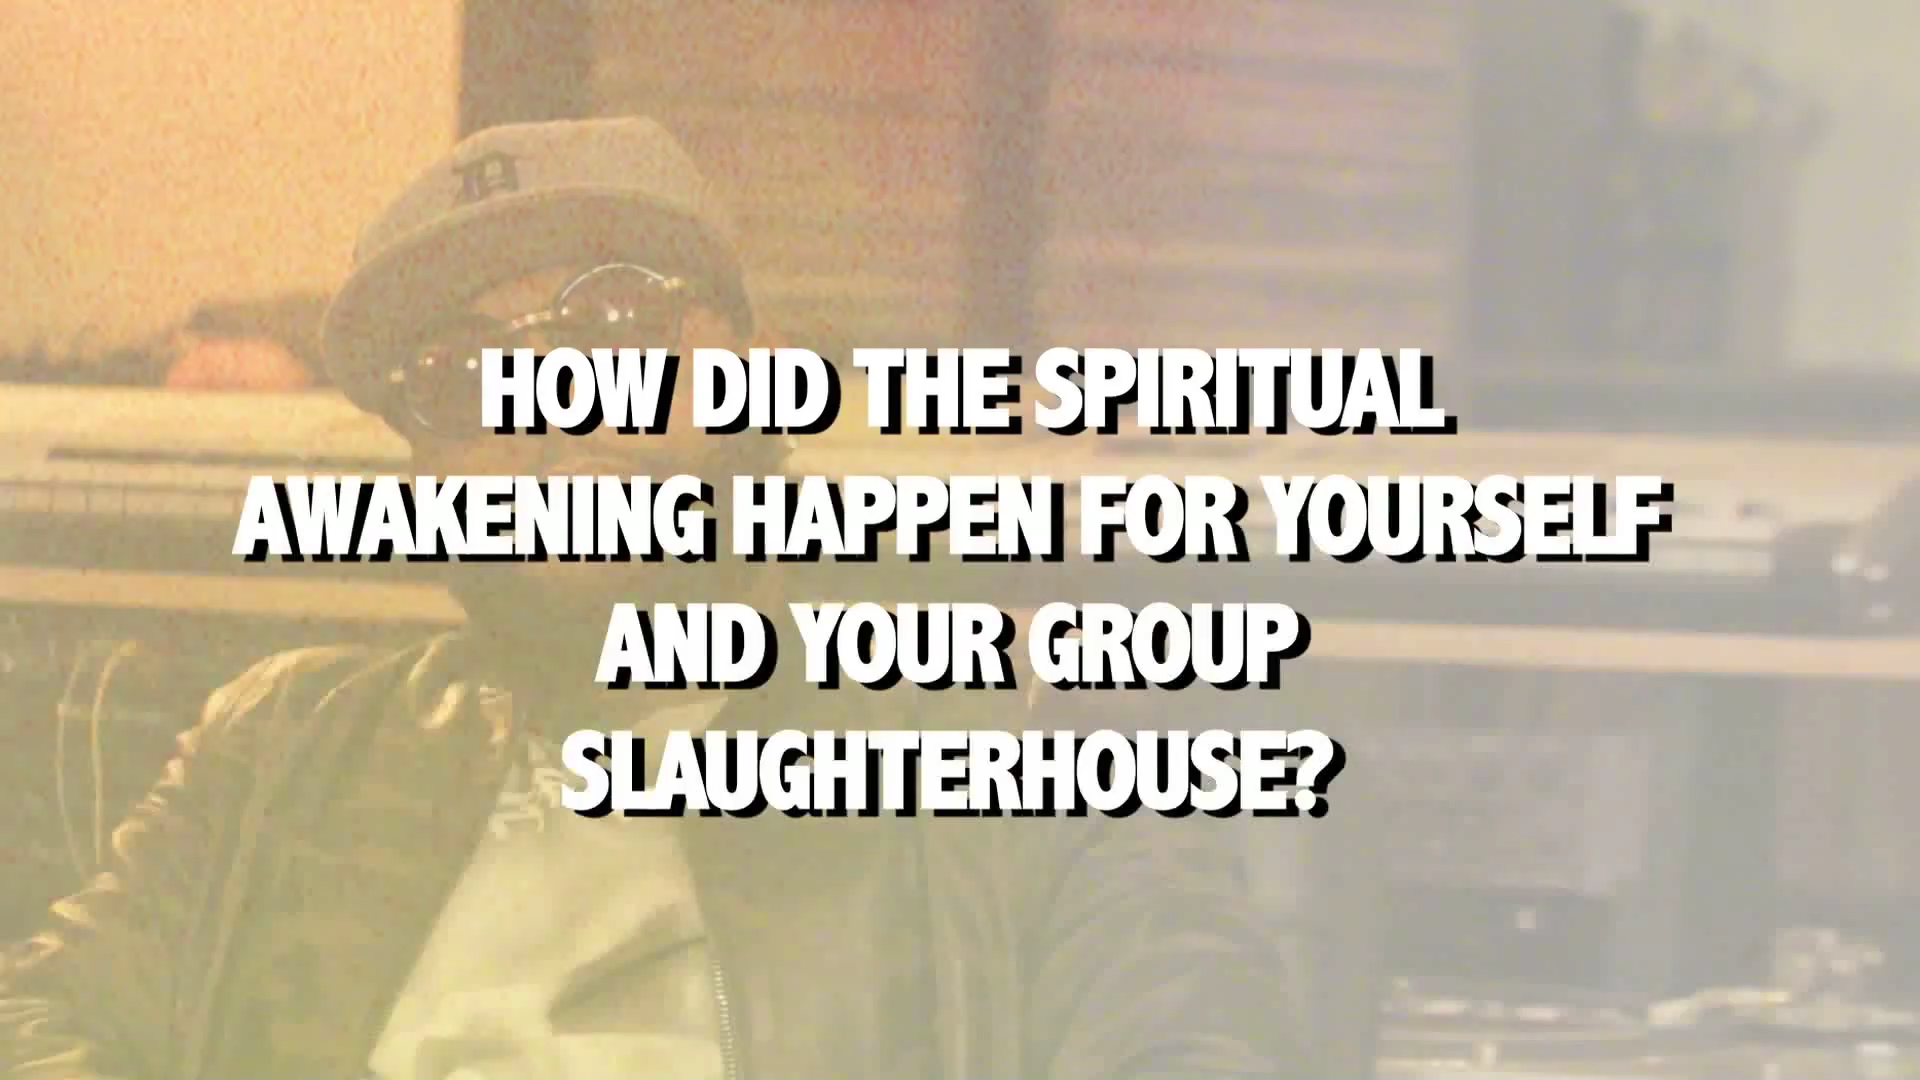 HOW DID THE SPIRITUAL
AWAKENING HAPPEN FOR YOURSELF
AND YOUR GROUP
SLAUGHTERHOUSE?